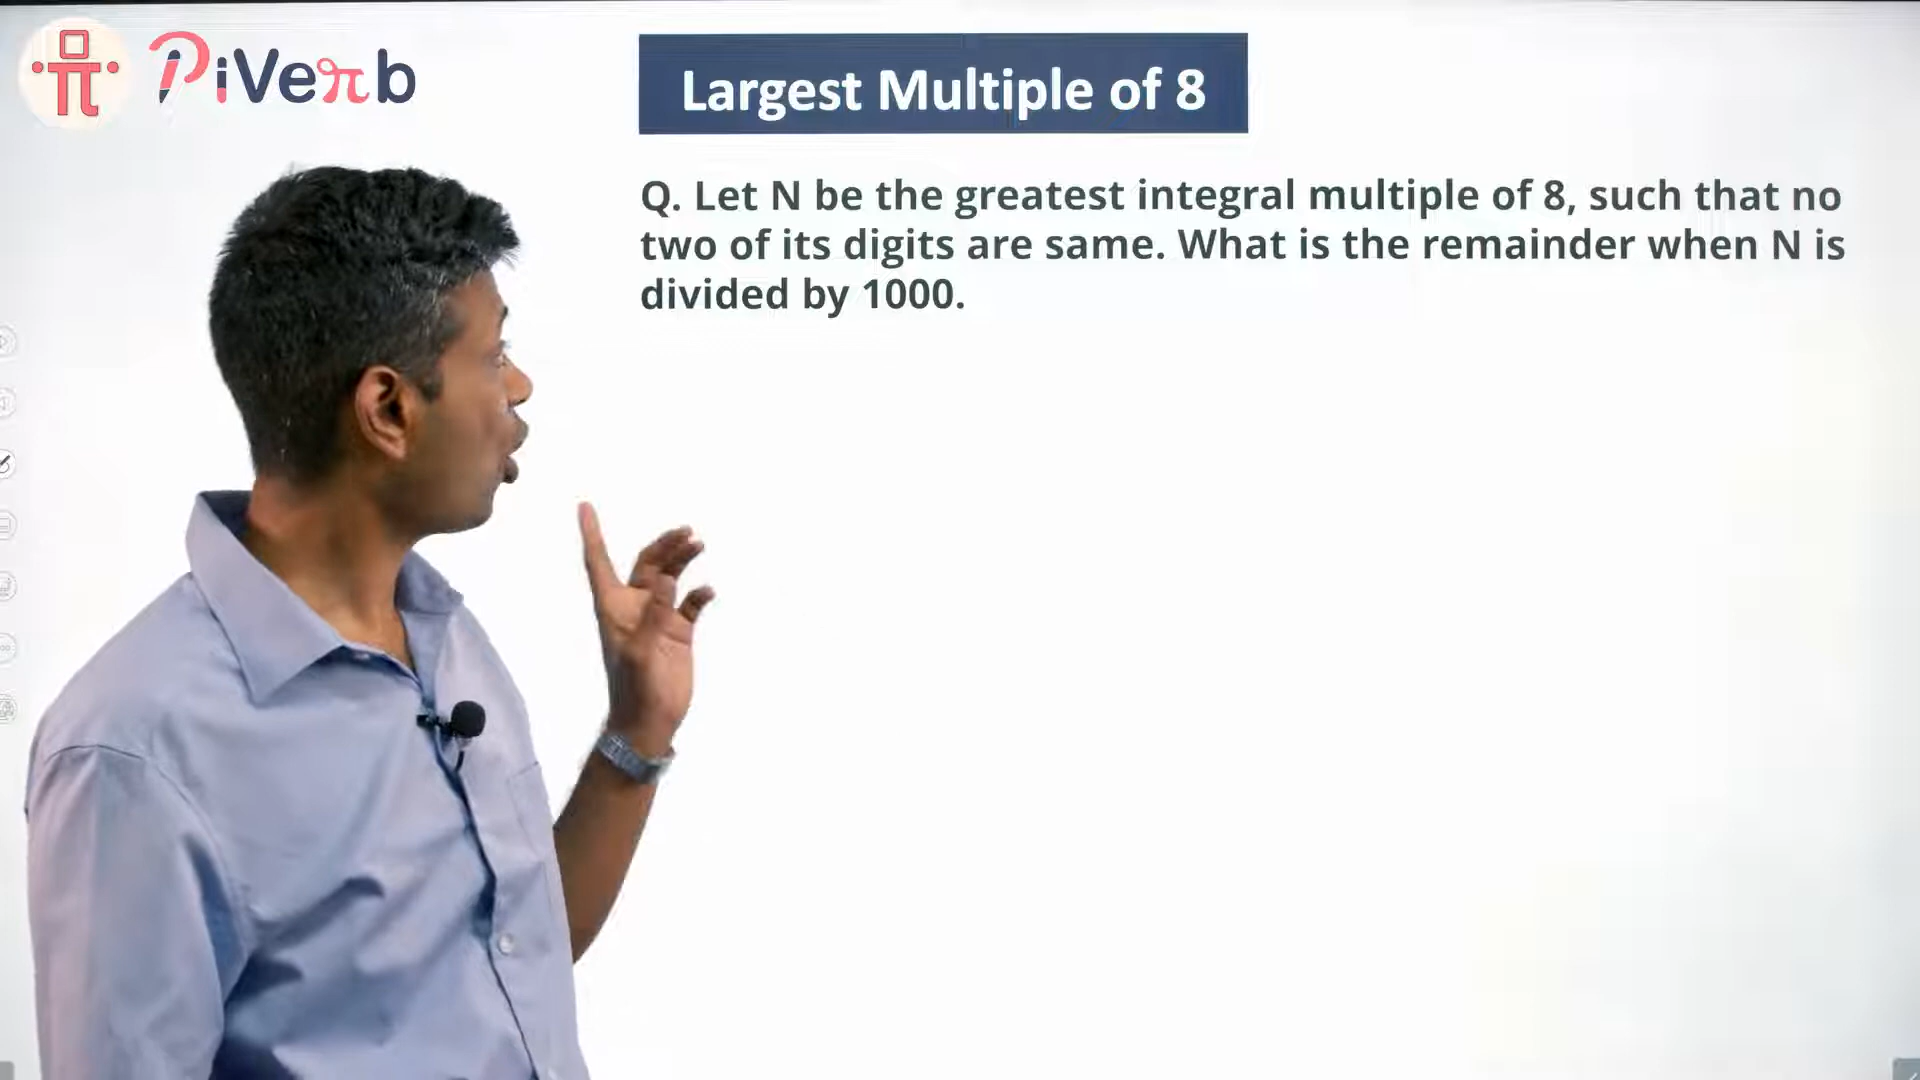 PiVerb
Largest Multiple of 8
Q. Let N be the greatest integral multiple of 8, such that no
two of its digits are same. What is the remainder when N is
divided by 1000.